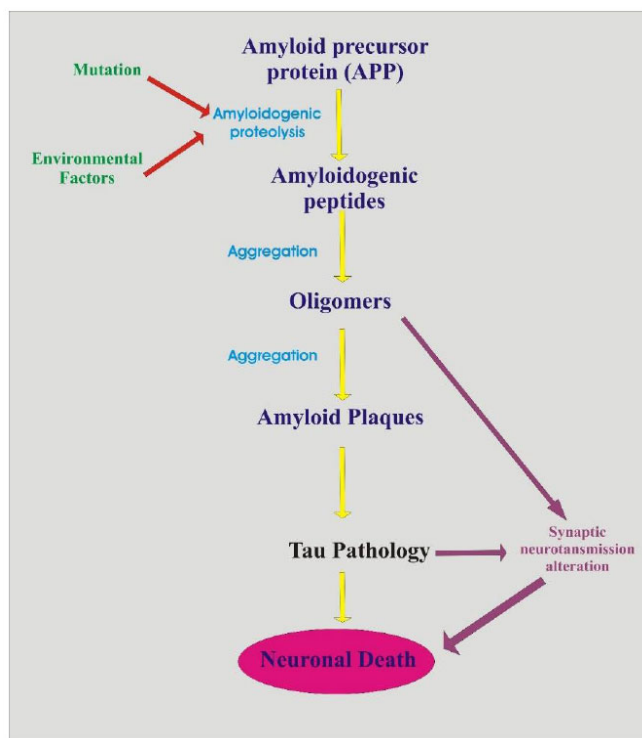 Amyloid precursor
protein (APP)
Mutation
Amyloidogenic
proteolysis
Environmental
Factors
Amyloidogenic
peptides
Aggregation
Oligomers
Aggregation
Amyloid Plaques
Tau Pathology
Synaptic
neurotansmission
alteration
Neuronal Death